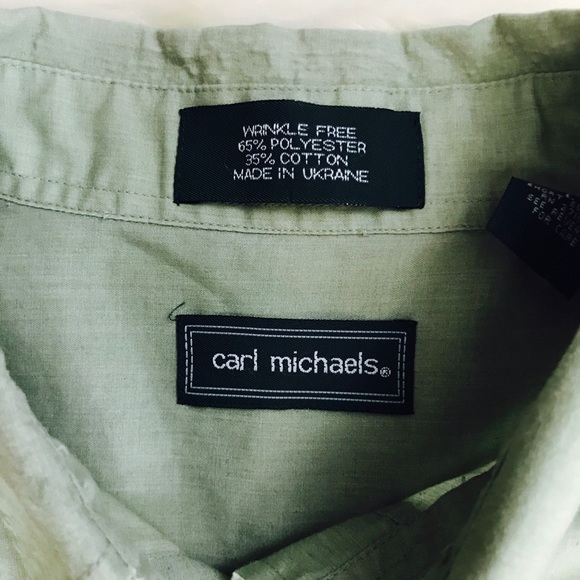 WRINKLE FREE
65% POLYESTER
35% COTTON
MADE IN UKRAINE
carl michaels®